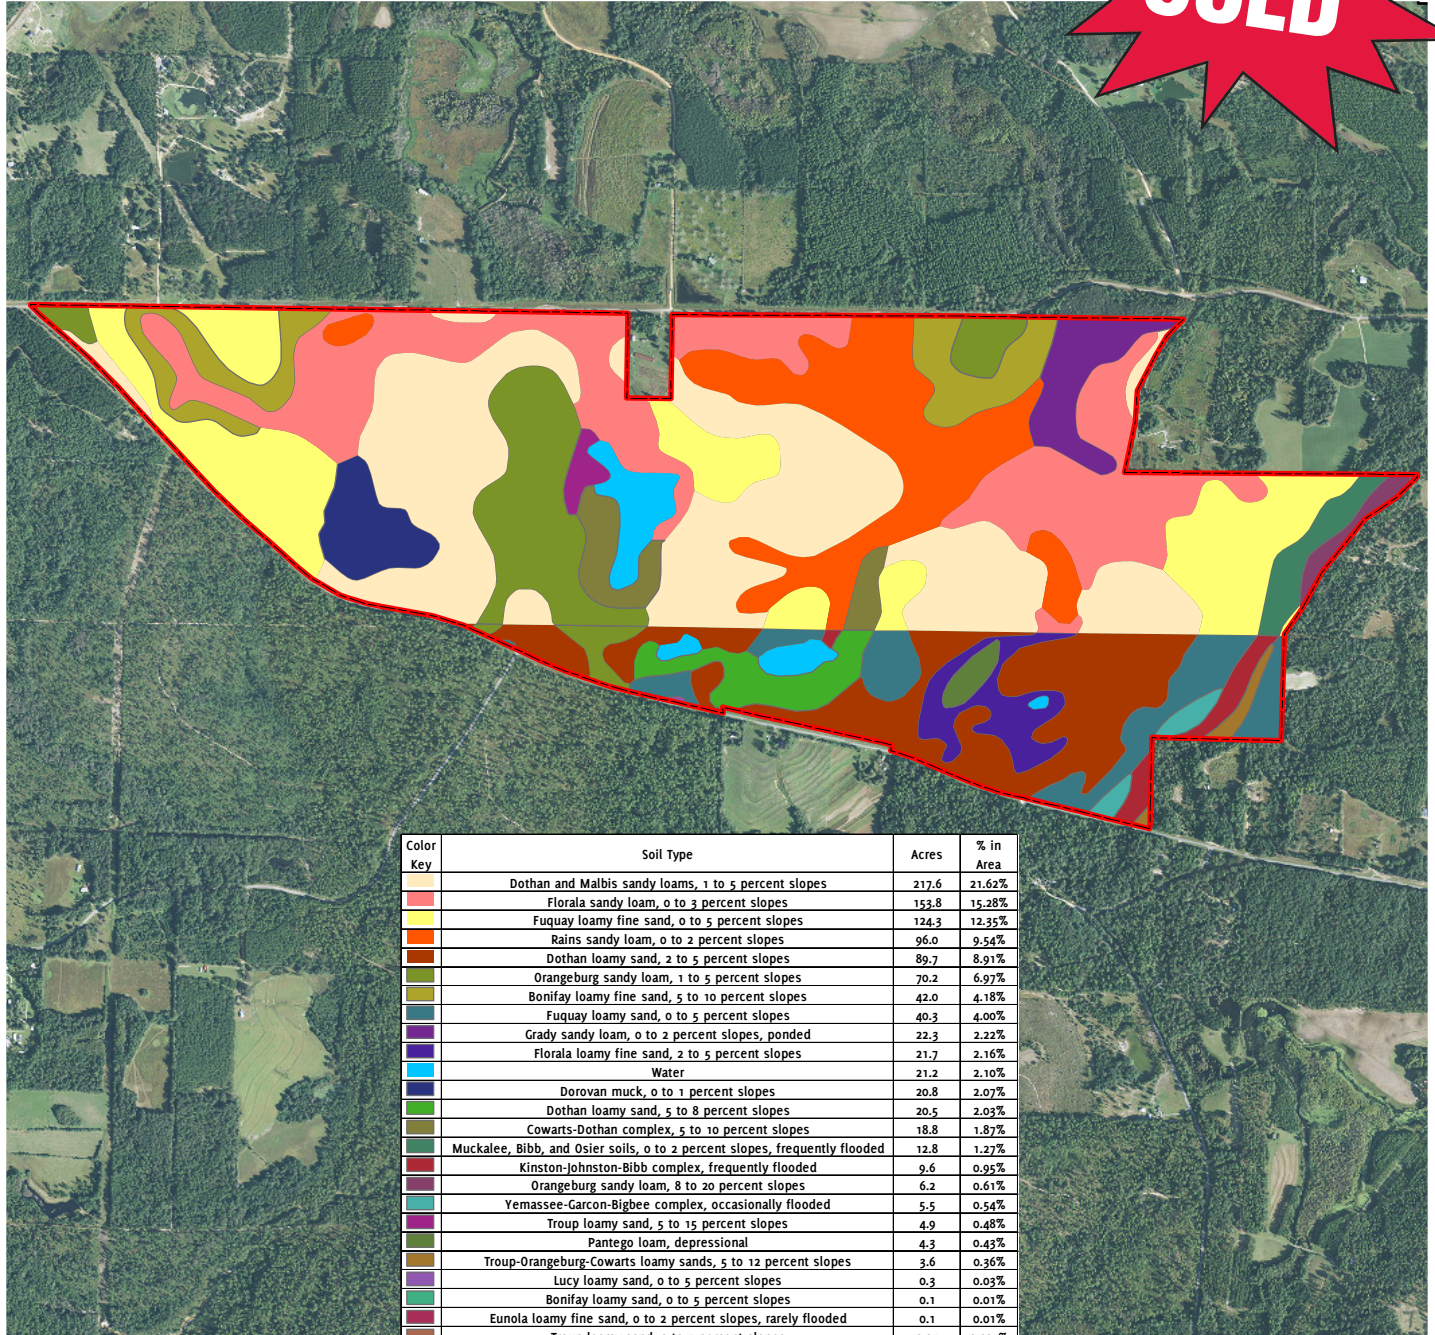 SOLD
Color Key Soil Type Acres % in Area
Dothan and Malbis sandy loams, 1 to 5 percent slopes 217.6 21.62%
Florala sandy loam, 0 to 3 percent slopes 153.8 15.28%
Fuquay loamy fine sand, 0 to 5 percent slopes 124.3 12.35%
Rains sandy loam, 0 to 2 percent slopes 96.0 9.54%
Dothan loamy sand, 2 to 5 percent slopes 89.7 8.91%
Orangeburg sandy loam, 1 to 5 percent slopes 70.2 6.97%
Bonifay loamy fine sand, 5 to 10 percent slopes 42.0 4.18%
Fuquay loamy sand, 0 to 5 percent slopes 40.3 4.00%
Grady sandy loam, 0 to 2 percent slopes, ponded 22.3 2.22%
Florala loamy fine sand, 2 to 5 percent slopes 21.7 2.16%
Water 21.2 2.10%
Dorovan muck, 0 to 1 percent slopes 20.8 2.07%
Dothan loamy sand, 5 to 8 percent slopes 20.5 2.03%
Cowarts-Dothan complex, 5 to 10 percent slopes 18.8 1.87%
Muckalee, Bibb, and Osier soils, 0 to 2 percent slopes, frequently flooded 12.8 1.27%
Kinston-Johnston-Bibb complex, frequently flooded 9.6 0.95%
Orangeburg sandy loam, 8 to 20 percent slopes 6.2 0.61%
Yemassee-Garcon-Bigbee complex, occasionally flooded 5.5 0.54%
Troup loamy sand, 5 to 15 percent slopes 4.9 0.48%
Pantego loam, depressional 4.3 0.43%
Troup-Orangeburg-Cowarts loamy sands, 5 to 12 percent slopes 3.6 0.36%
Lucy loamy sand, 0 to 5 percent slopes 0.3 0.03%
Bonifay loamy sand, 0 to 5 percent slopes 0.1 0.01%
Eunola loamy fine sand, 0 to 2 percent slopes, rarely flooded 0.1 0.01%